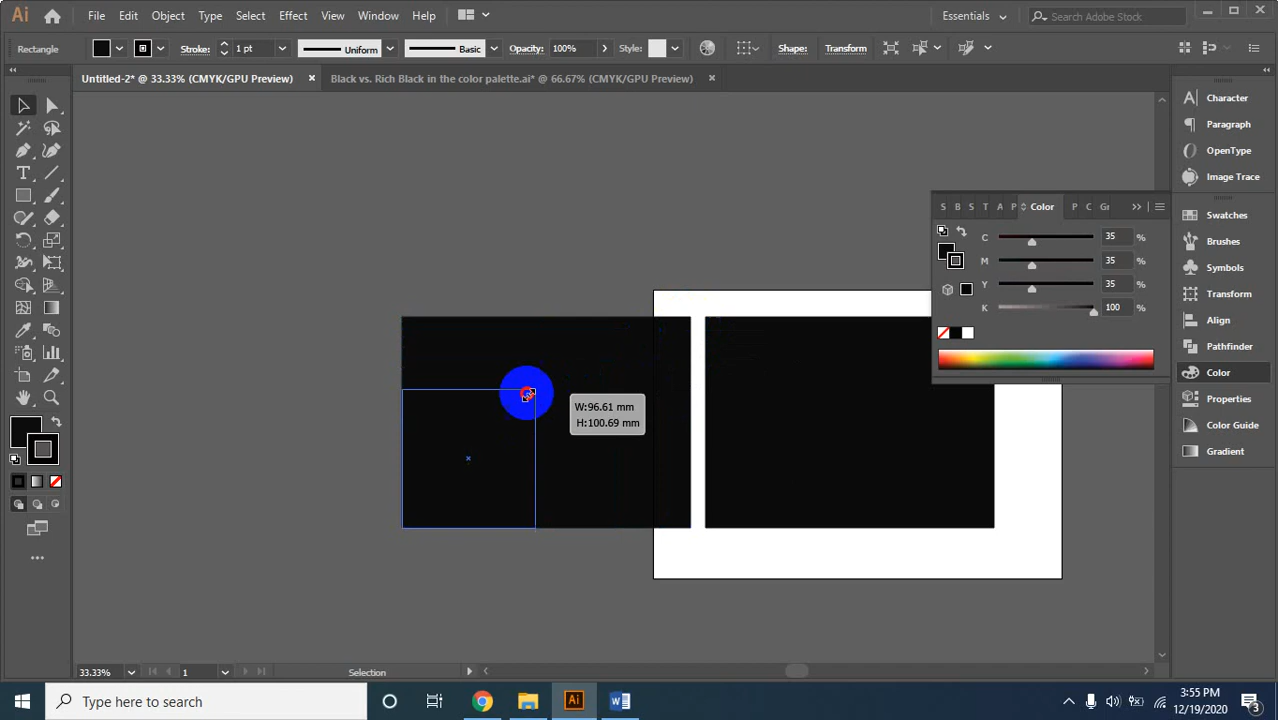 Ai File Edit Object Type Select Effect View Window Help Essentials Search Adobe Stock
Rectangle Stroke: 1 pt Uniform Basic Opacity: 100% Style: Shape: Transform
Untitled-2* @ 33.33% (CMYK/GPU Preview) × Black vs. Rich Black in the color palette.ai* @ 66.67% (CMYK/GPU Preview) ×
Character
Paragraph
OpenType
Image Trace
S B S T A P Color P C Gr
C 35 %
M 35 %
Y 35 %
K 100 %
Swatches
Brushes
Symbols
Transform
Align
Pathfinder
Color
Properties
Color Guide
Gradient
W:96.61 mm
H:100.69 mm
33.33% 1 Selection
Type here to search
Ai
W
3:55 PM
12/19/2020
3